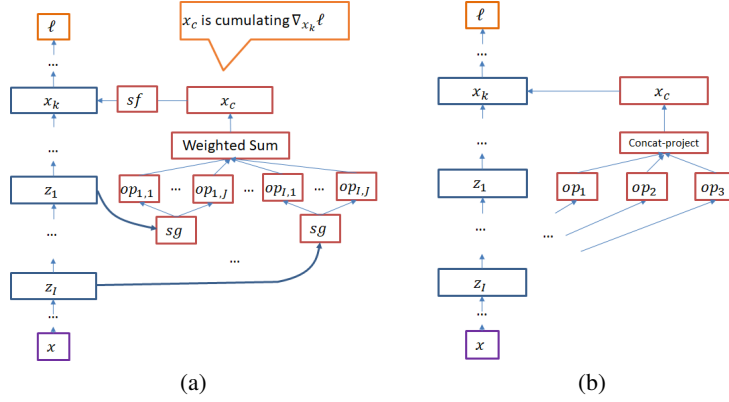 ℓ
...
x_k
sf
x_c
x_c is cumulating ∇_{x_k} ℓ
...
Weighted Sum
z_1
op_{1,1} ... op_{1,J} op_{I,1} ... op_{I,J}
sg
sg
...
...
z_I
...
x
(a)
ℓ
...
x_k
x_c
...
Concat-project
z_1
op_1
op_2
op_3
...
...
z_I
...
x
(b)